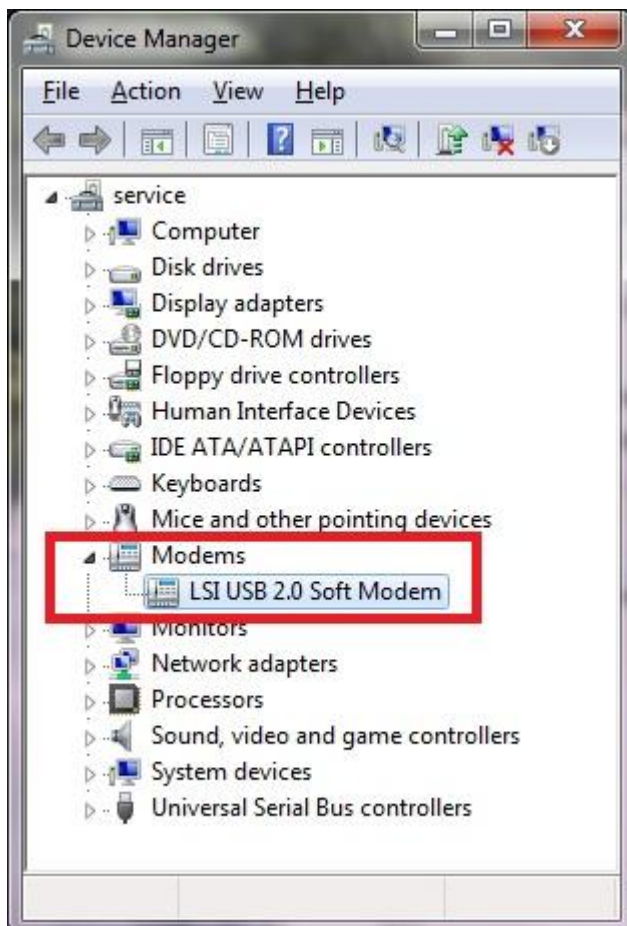 Device Manager
File Action View Help
service
Computer
Disk drives
Display adapters
DVD/CD-ROM drives
Floppy drive controllers
Human Interface Devices
IDE ATA/ATAPI controllers
Keyboards
Mice and other pointing devices
Modems
LSI USB 2.0 Soft Modem
Monitors
Network adapters
Processors
Sound, video and game controllers
System devices
Universal Serial Bus controllers